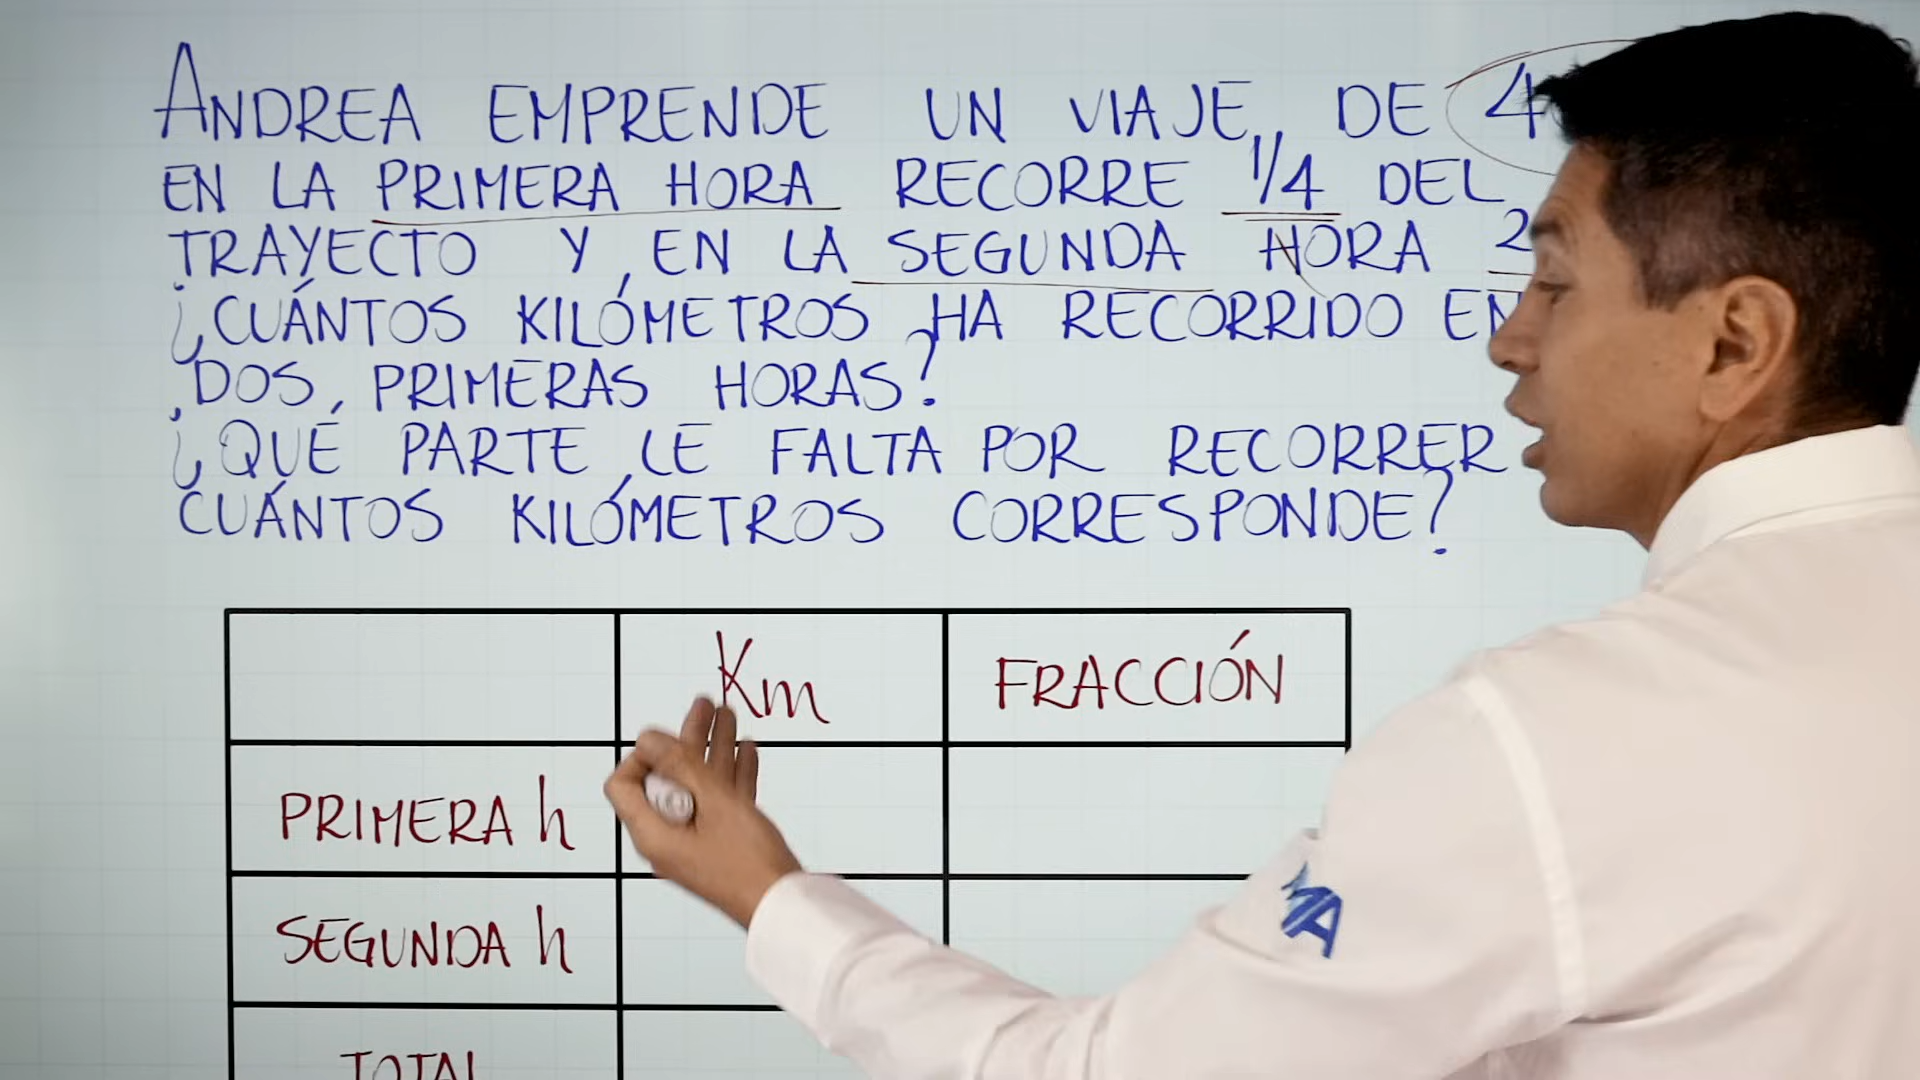 ANDREA EMPRENDE UN VIAJE DE 4
EN LA PRIMERA HORA RECORRE 1/4 DEL
TRAYECTO Y EN LA SEGUNDA HORA 2
¿CUÁNTOS KILÓMETROS HA RECORRIDO EN
DOS PRIMERAS HORAS?
¿QUÉ PARTE LE FALTA POR RECORRER
CUÁNTOS KILÓMETROS CORRESPONDE?
Km FRACCIÓN
PRIMERA h
SEGUNDA h
TOTAL